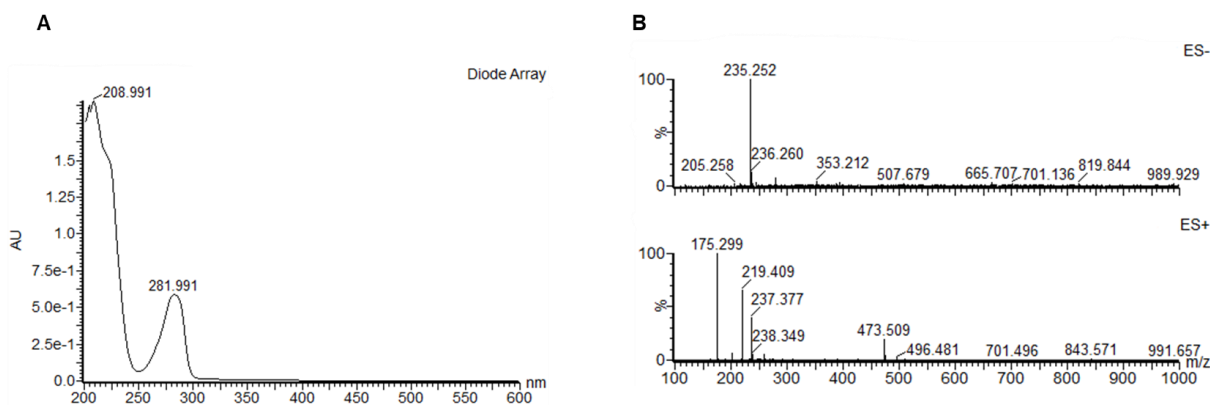 A
Diode Array
208.991
1.5
1.25
1.0
AU
7.5e-1
281.991
5.0e-1
2.5e-1
0.0
nm
200 250 300 350 400 450 500 550 600
B
ES-
100
235.252
%
236.260
205.258
353.212
507.679
665.707
701.136
819.844
989.929
0
ES+
100
175.299
219.409
%
237.377
238.349
473.509
496.481
701.496
843.571
991.657
0
m/z
100 200 300 400 500 600 700 800 900 1000